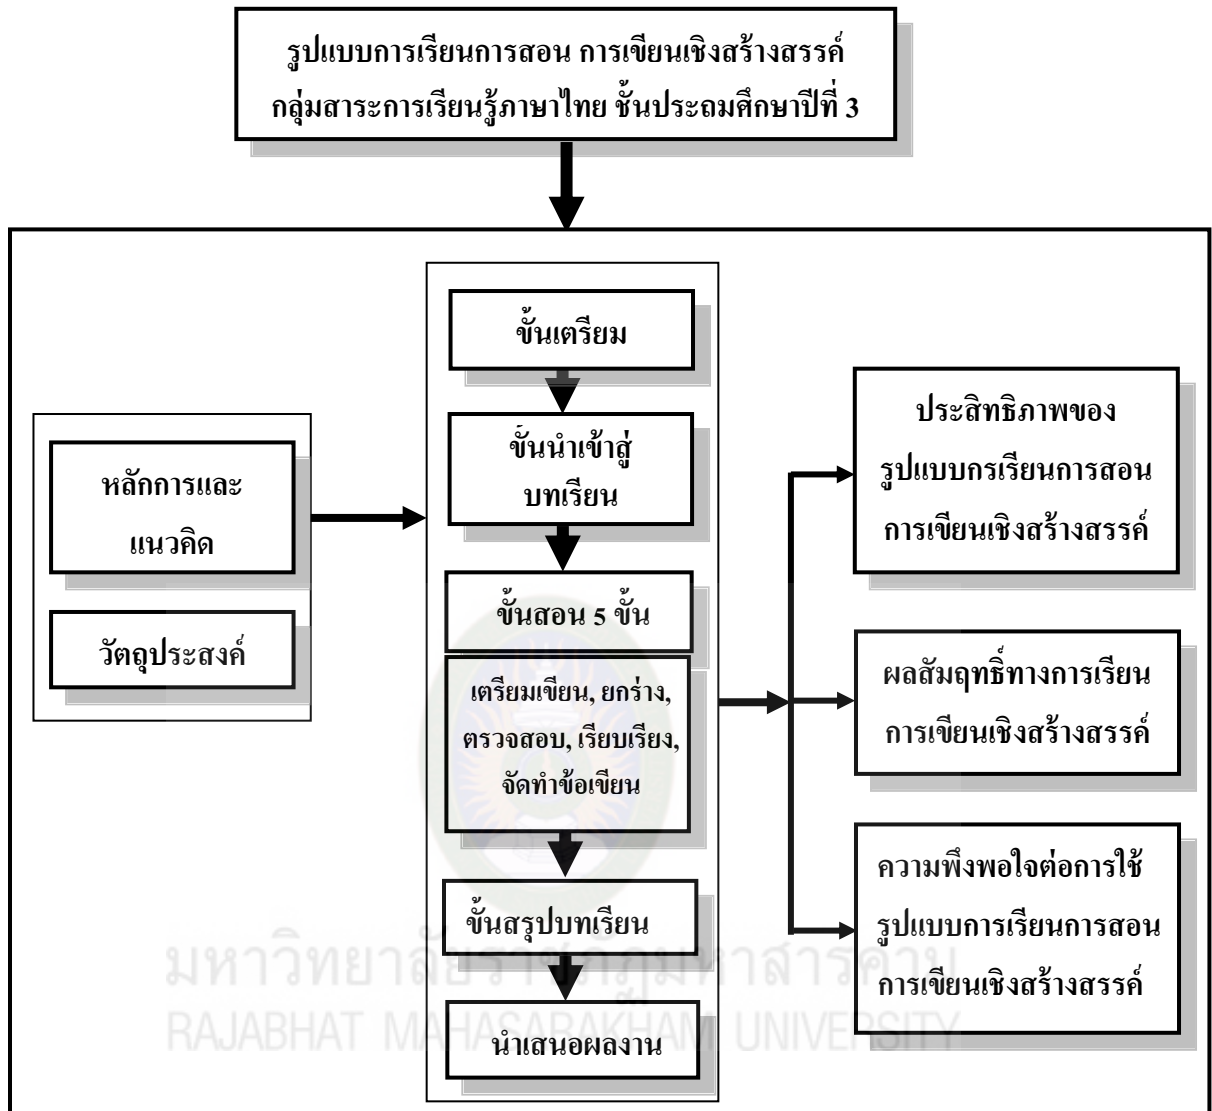 รูปแบบการเรียนการสอน การเขียนเชิงสร้างสรรค์
กลุ่มสาระการเรียนรู้ภาษาไทย ชั้นประถมศึกษาปีที่ 3
หลักการและ
แนวคิด
วัตถุประสงค์
ขั้นเตรียม
ขั้นนำเข้าสู่
บทเรียน
ขั้นสอน 5 ขั้น
เตรียมเขียน, ยกร่าง,
ตรวจสอบ, เรียบเรียง,
จัดทำข้อเขียน
ขั้นสรุปบทเรียน
นำเสนอผลงาน
ประสิทธิภาพของ
รูปแบบกรเรียนการสอน
การเขียนเชิงสร้างสรรค์
ผลสัมฤทธิ์ทางการเรียน
การเขียนเชิงสร้างสรรค์
ความพึงพอใจต่อการใช้
รูปแบบการเรียนการสอน
การเขียนเชิงสร้างสรรค์
มหาวิทยาลัยราชภัฏมหาสารคาม
RAJABHAT MAHASARAKHAM UNIVERSITY